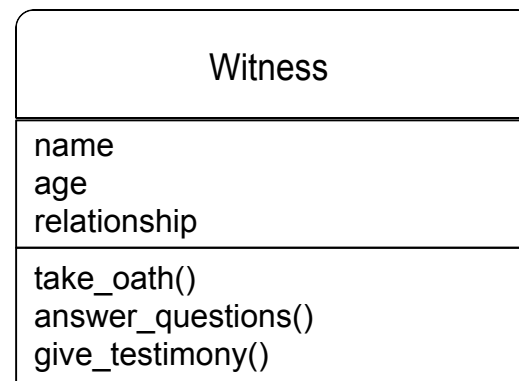 Witness
name
age
relationship
take_oath()
answer_questions()
give_testimony()